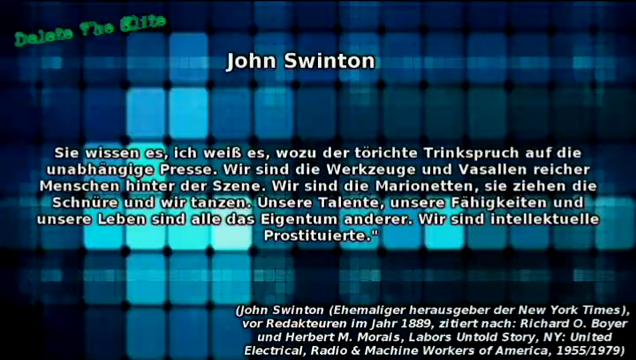 Delete The Elite
John Swinton
Sie wissen es, ich weiß es, wozu der törichte Trinkspruch auf die
unabhängige Presse. Wir sind die Werkzeuge und Vasallen reicher
Menschen hinter der Szene. Wir sind die Marionetten, sie ziehen die
Schnüre und wir tanzen. Unsere Talente, unsere Fähigkeiten und
unsere Leben sind alle das Eigentum anderer. Wir sind intellektuelle
Prostituierte."
(John Swinton (Ehemaliger herausgeber der New York Times),
vor Redakteuren im Jahr 1889, zitiert nach: Richard O. Boyer
und Herbert M. Morais, Labors Untold Story, NY: United
Electrical, Radio & Machine Workers of America, 1955/1979)